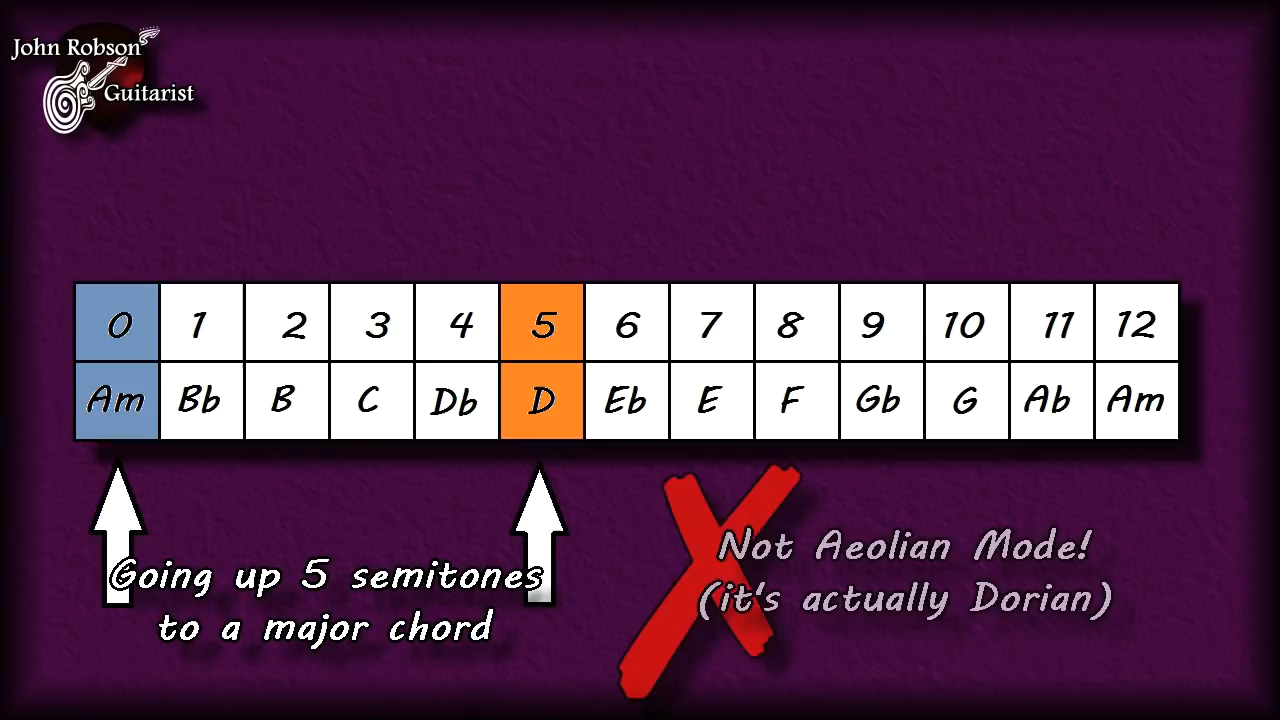 John Robson
Guitarist
0 1 2 3 4 5 6 7 8 9 10 11 12
Am Bb B C Db D Eb E F Gb G Ab Am
Going up 5 semitones
to a major chord
Not Aeolian Mode!
(it's actually Dorian)